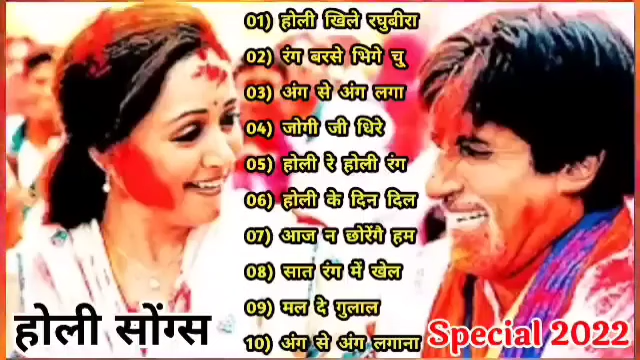 01) होली खिले रघुबीरा
02) रंग बरसे भिगे चु
03) अंग से अंग लगा
04) जोगी जी धिरे
05) होली रे होली रंग
06) होली के दिन दिल
07) आज न छोरेंगै हम
08) सात रंग में खेल
09) मल दे गुलाल
10) अंग से अंग लगाना
होली सोंग्स
Special 2022